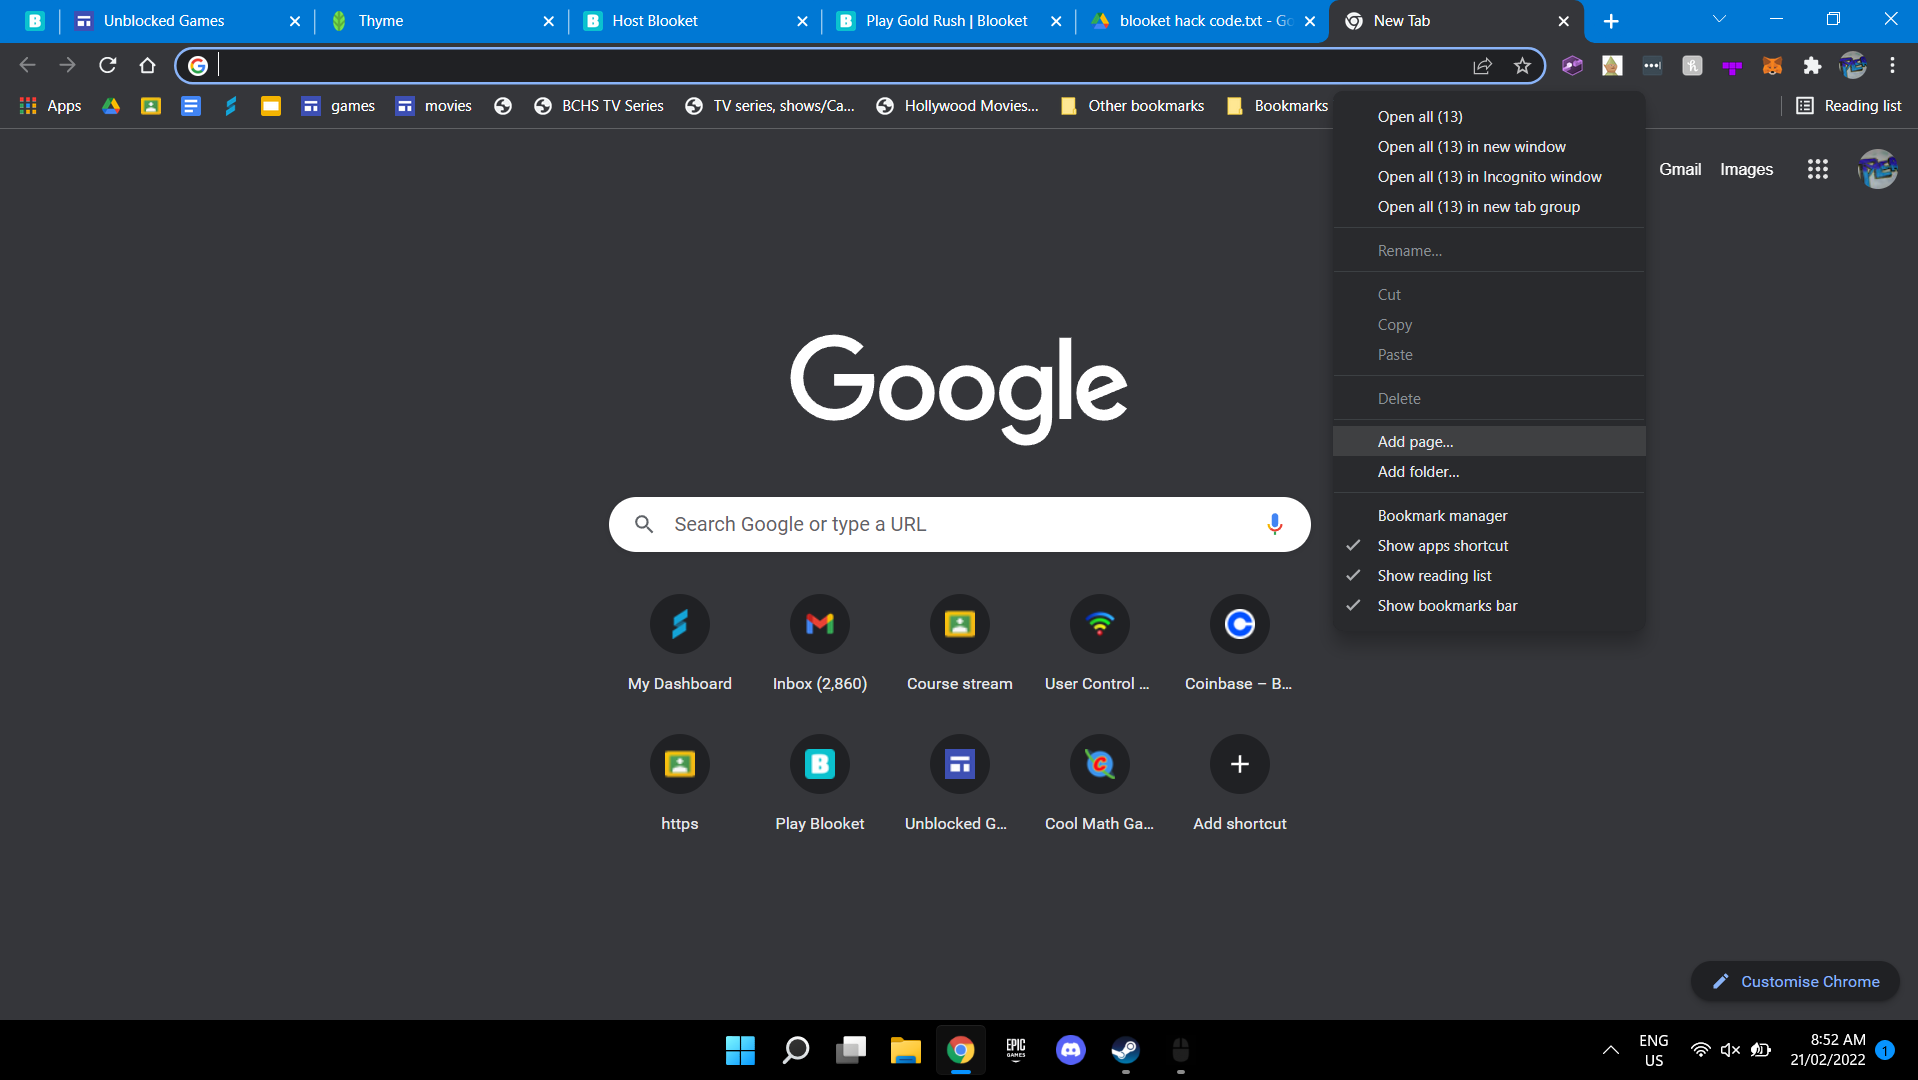 Unblocked Games
Thyme
Host Blooket
Play Gold Rush | Blooket
blooket hack code.txt - Go
New Tab
Apps
games
movies
BCHS TV Series
TV series, shows/Ca...
Hollywood Movies...
Other bookmarks
Bookmarks
Reading list
Open all (13)
Open all (13) in new window
Open all (13) in Incognito window
Open all (13) in new tab group
Rename...
Cut
Copy
Paste
Delete
Add page...
Add folder...
Bookmark manager
Show apps shortcut
Show reading list
Show bookmarks bar
Gmail
Images
Google
Search Google or type a URL
My Dashboard
Inbox (2,860)
Course stream
User Control ...
Coinbase – B...
https
Play Blooket
Unblocked G...
Cool Math Ga...
Add shortcut
Customise Chrome
EPIC
GAMES
ENG
US
8:52 AM
21/02/2022
1